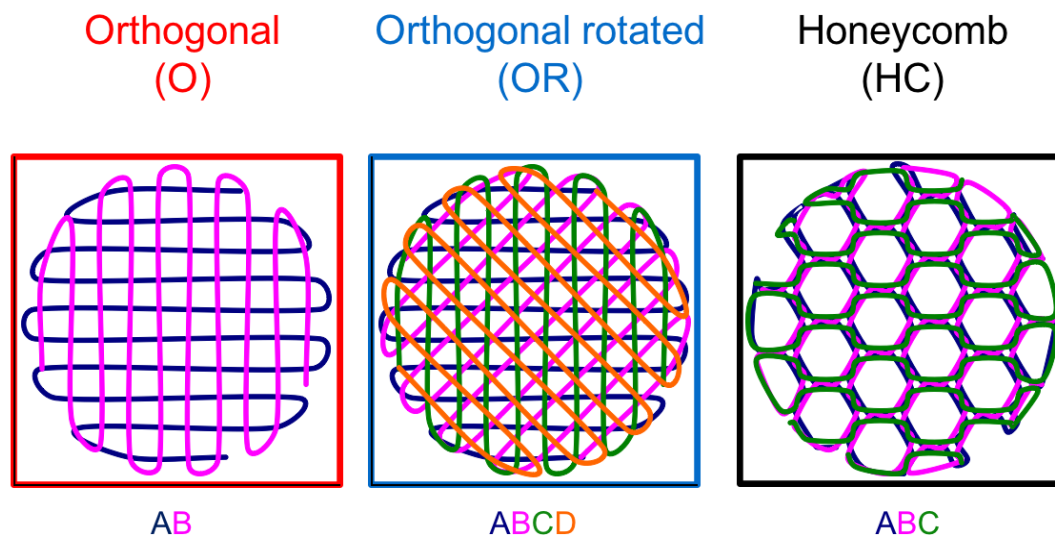 Orthogonal
(O)
Orthogonal rotated
(OR)
Honeycomb
(HC)
AB
ABCD
ABC